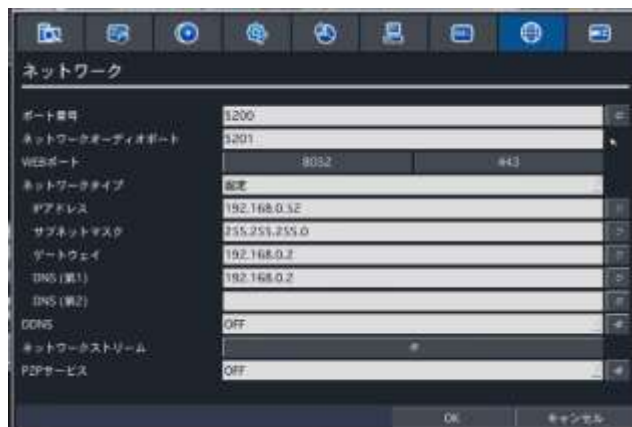 ネットワーク
ポート番号 5200
ネットワークオーディオポート 5201
WEBポート 8052 443
ネットワークタイプ 固定
IPアドレス 192.168.0.52
サブネットマスク 255.255.255.0
ゲートウェイ 192.168.0.2
DNS (第1) 192.168.0.2
DNS (第2)
DDNS OFF
ネットワークストリーム
P2Pサービス OFF
OK キャンセル